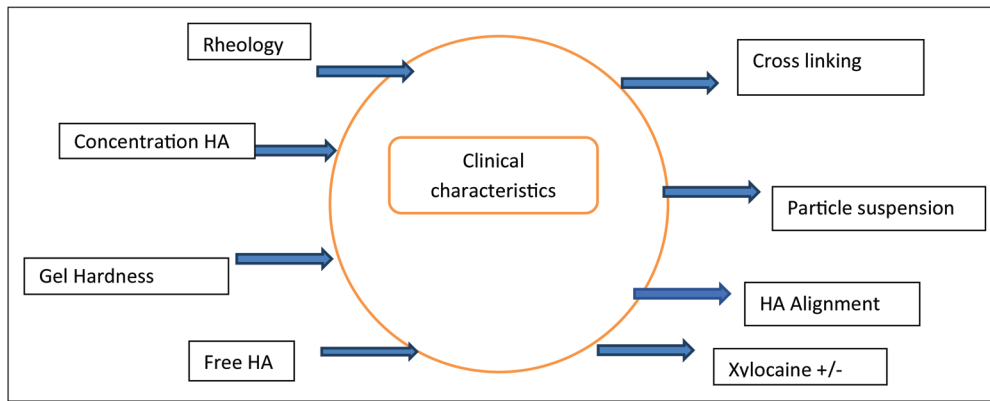 Rheology
Concentration HA
Gel Hardness
Free HA
Clinical
characteristics
Cross linking
Particle suspension
HA Alignment
Xylocaine +/-